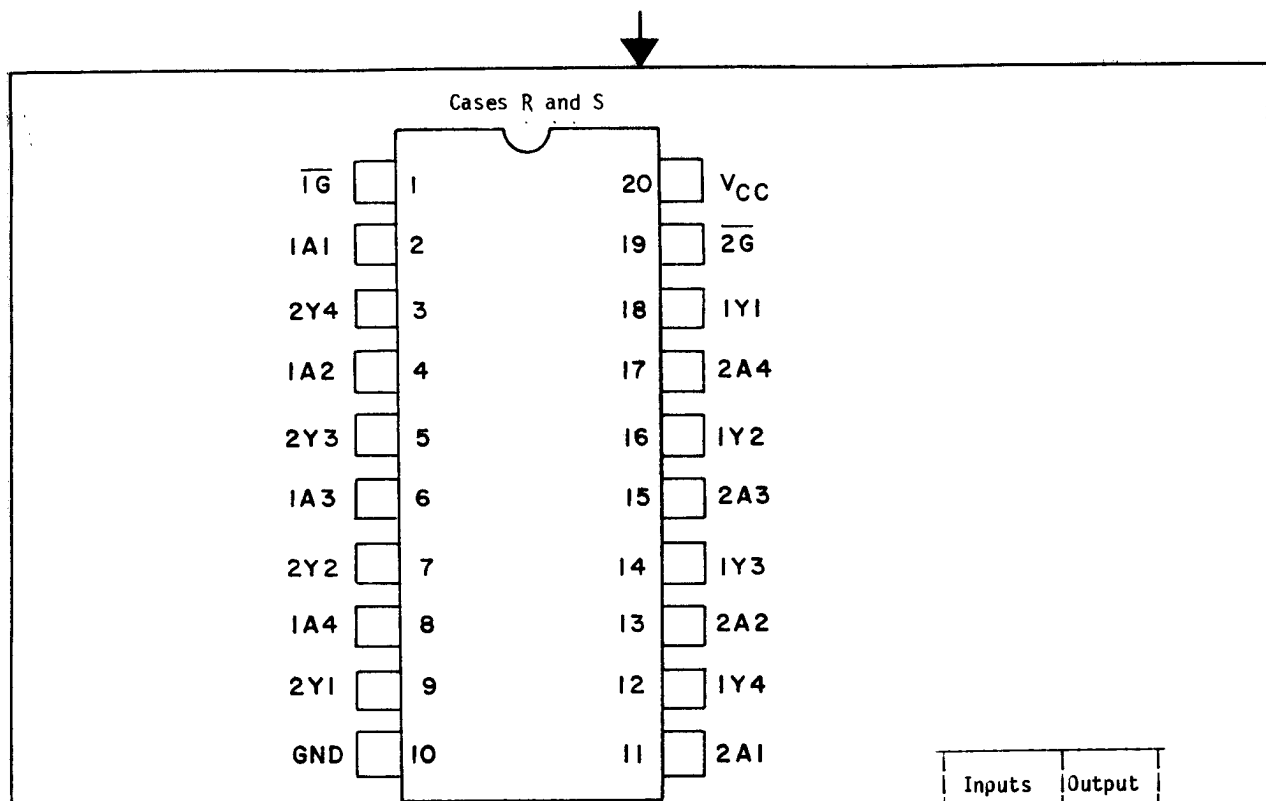 Cases R and S
1G 1 20 VCC
1A1 2 19 2G
2Y4 3 18 1Y1
1A2 4 17 2A4
2Y3 5 16 1Y2
1A3 6 15 2A3
2Y2 7 14 1Y3
1A4 8 13 2A2
2Y1 9 12 1Y4
GND 10 11 2A1
Inputs Output